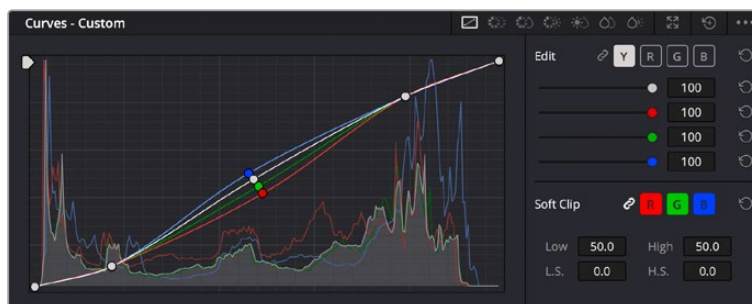 Curves - Custom
Edit Y R G B
100
100
100
100
Soft Clip R G B
Low 50.0 High 50.0
L.S. 0.0 H.S. 0.0